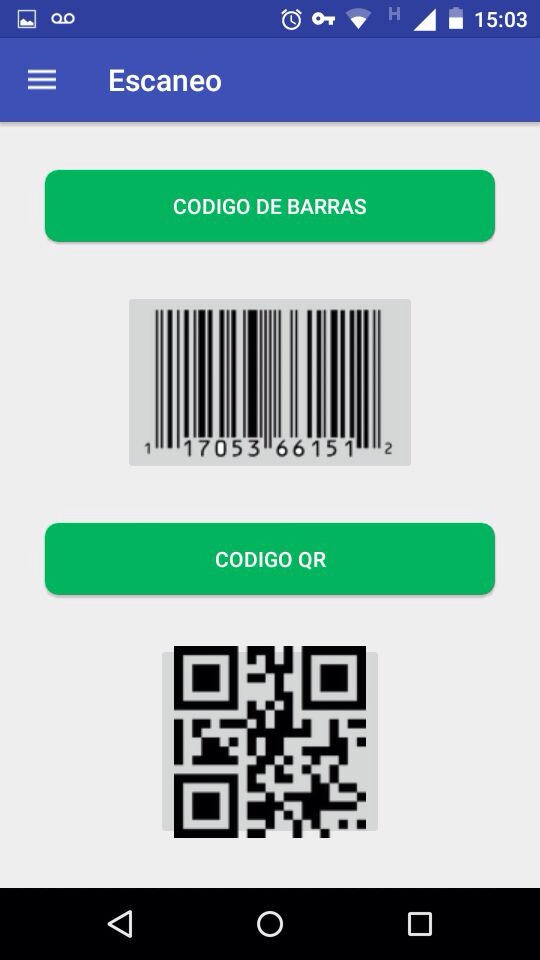 H
15:03
Escaneo
CODIGO DE BARRAS
1 17053 66151 2
CODIGO QR